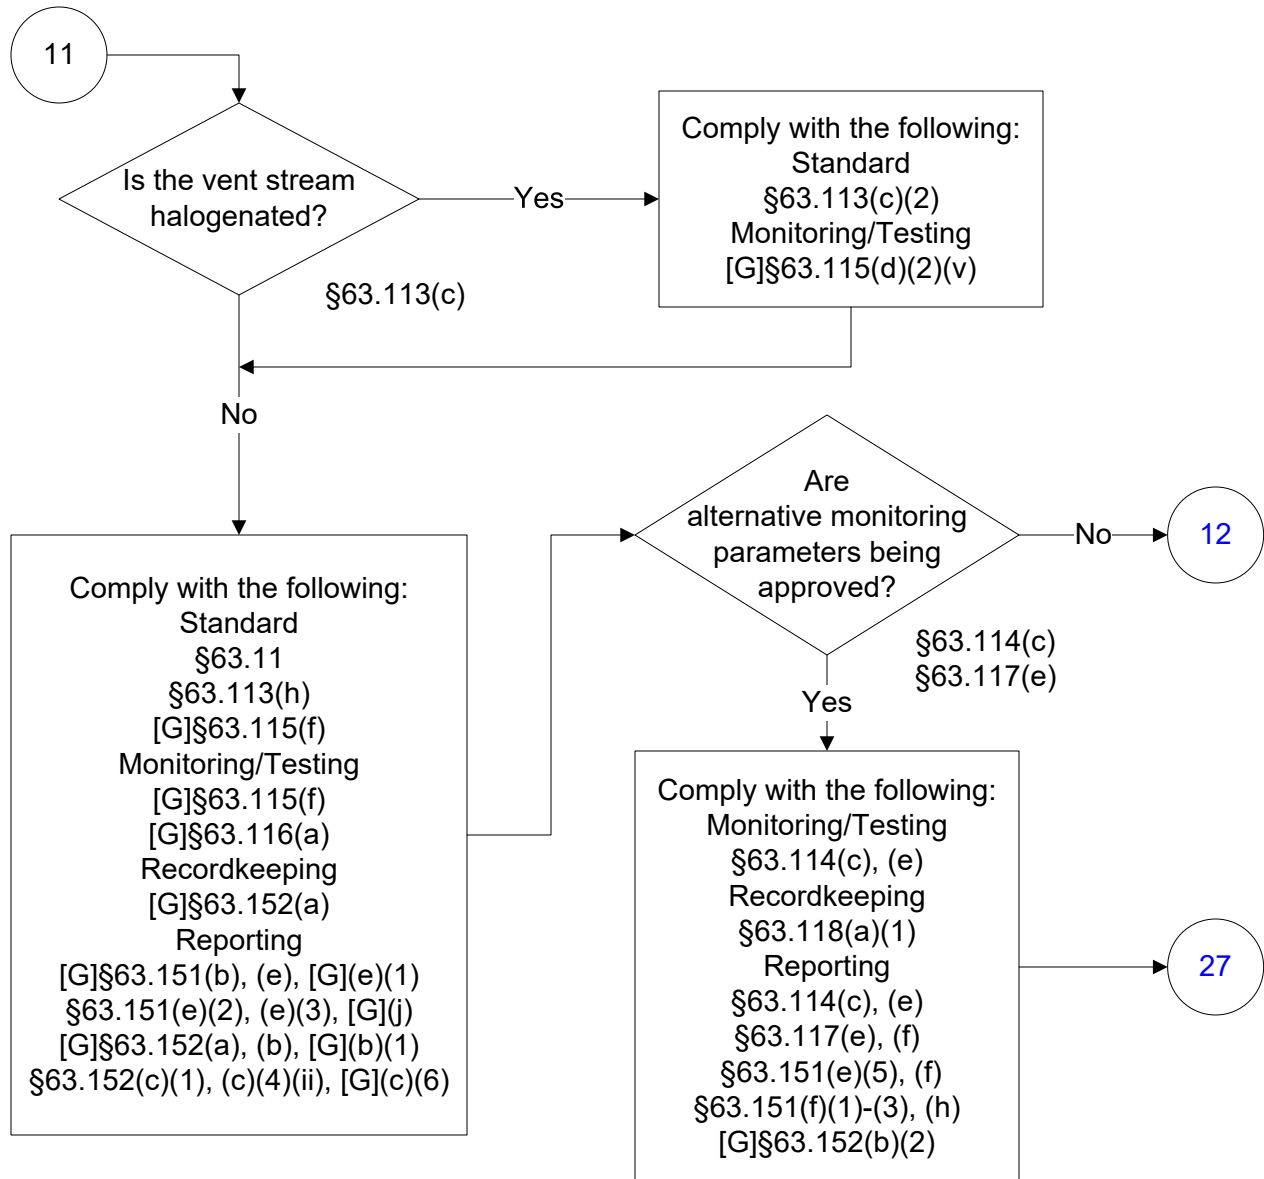 11
Is the vent stream
halogenated?
Yes
§63.113(c)
Comply with the following:
Standard
§63.113(c)(2)
Monitoring/Testing
[G]§63.115(d)(2)(v)
No
Comply with the following:
Standard
§63.11
§63.113(h)
[G]§63.115(f)
Monitoring/Testing
[G]§63.115(f)
[G]§63.116(a)
Recordkeeping
[G]§63.152(a)
Reporting
[G]§63.151(b), (e), [G](e)(1)
§63.151(e)(2), (e)(3), [G](j)
[G]§63.152(a), (b), [G](b)(1)
§63.152(c)(1), (c)(4)(ii), [G](c)(6)
Are
alternative monitoring
parameters being
approved?
No
12
§63.114(c)
§63.117(e)
Yes
Comply with the following:
Monitoring/Testing
§63.114(c), (e)
Recordkeeping
§63.118(a)(1)
Reporting
§63.114(c), (e)
§63.117(e), (f)
§63.151(e)(5), (f)
§63.151(f)(1)-(3), (h)
[G]§63.152(b)(2)
27